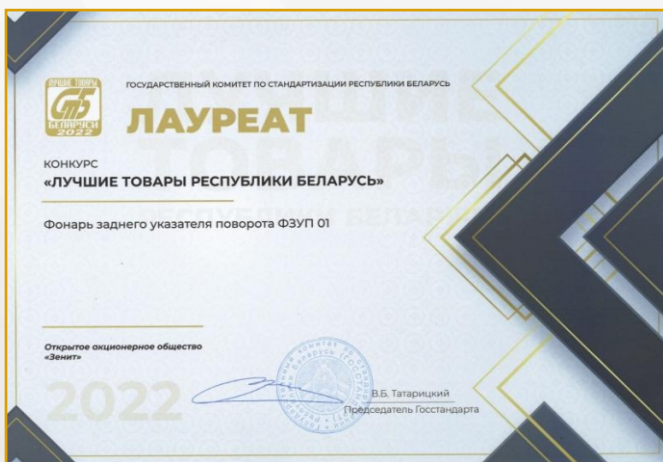 ЛУЧШИЕ ТОВАРЫ
СТБ
БЕЛАРУСИ
2022
ГОСУДАРСТВЕННЫЙ КОМИТЕТ ПО СТАНДАРТИЗАЦИИ РЕСПУБЛИКИ БЕЛАРУСЬ
ЛАУРЕАТ
КОНКУРС
«ЛУЧШИЕ ТОВАРЫ РЕСПУБЛИКИ БЕЛАРУСЬ»
Фонарь заднего указателя поворота ФЗУП 01
Открытое акционерное общество
«Зенит»
2022
В.Б. Татарицкий
Председатель Госстандарта